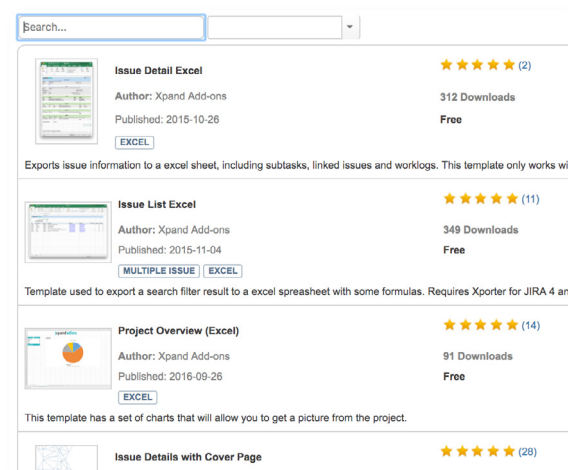 Search...
Issue Detail Excel
(2)
Author: Xpand Add-ons
312 Downloads
Published: 2015-10-26
Free
EXCEL
Exports issue information to a excel sheet, including subtasks, linked issues and worklogs. This template only works wi
Issue List Excel
(11)
Author: Xpand Add-ons
349 Downloads
Published: 2015-11-04
Free
MULTIPLE ISSUE EXCEL
Template used to export a search filter result to a excel spreasheet with some formulas. Requires Xporter for JIRA 4 an
Project Overview (Excel)
(14)
Author: Xpand Add-ons
91 Downloads
Published: 2016-09-26
Free
EXCEL
This template has a set of charts that will allow you to get a picture from the project.
Issue Details with Cover Page
(28)